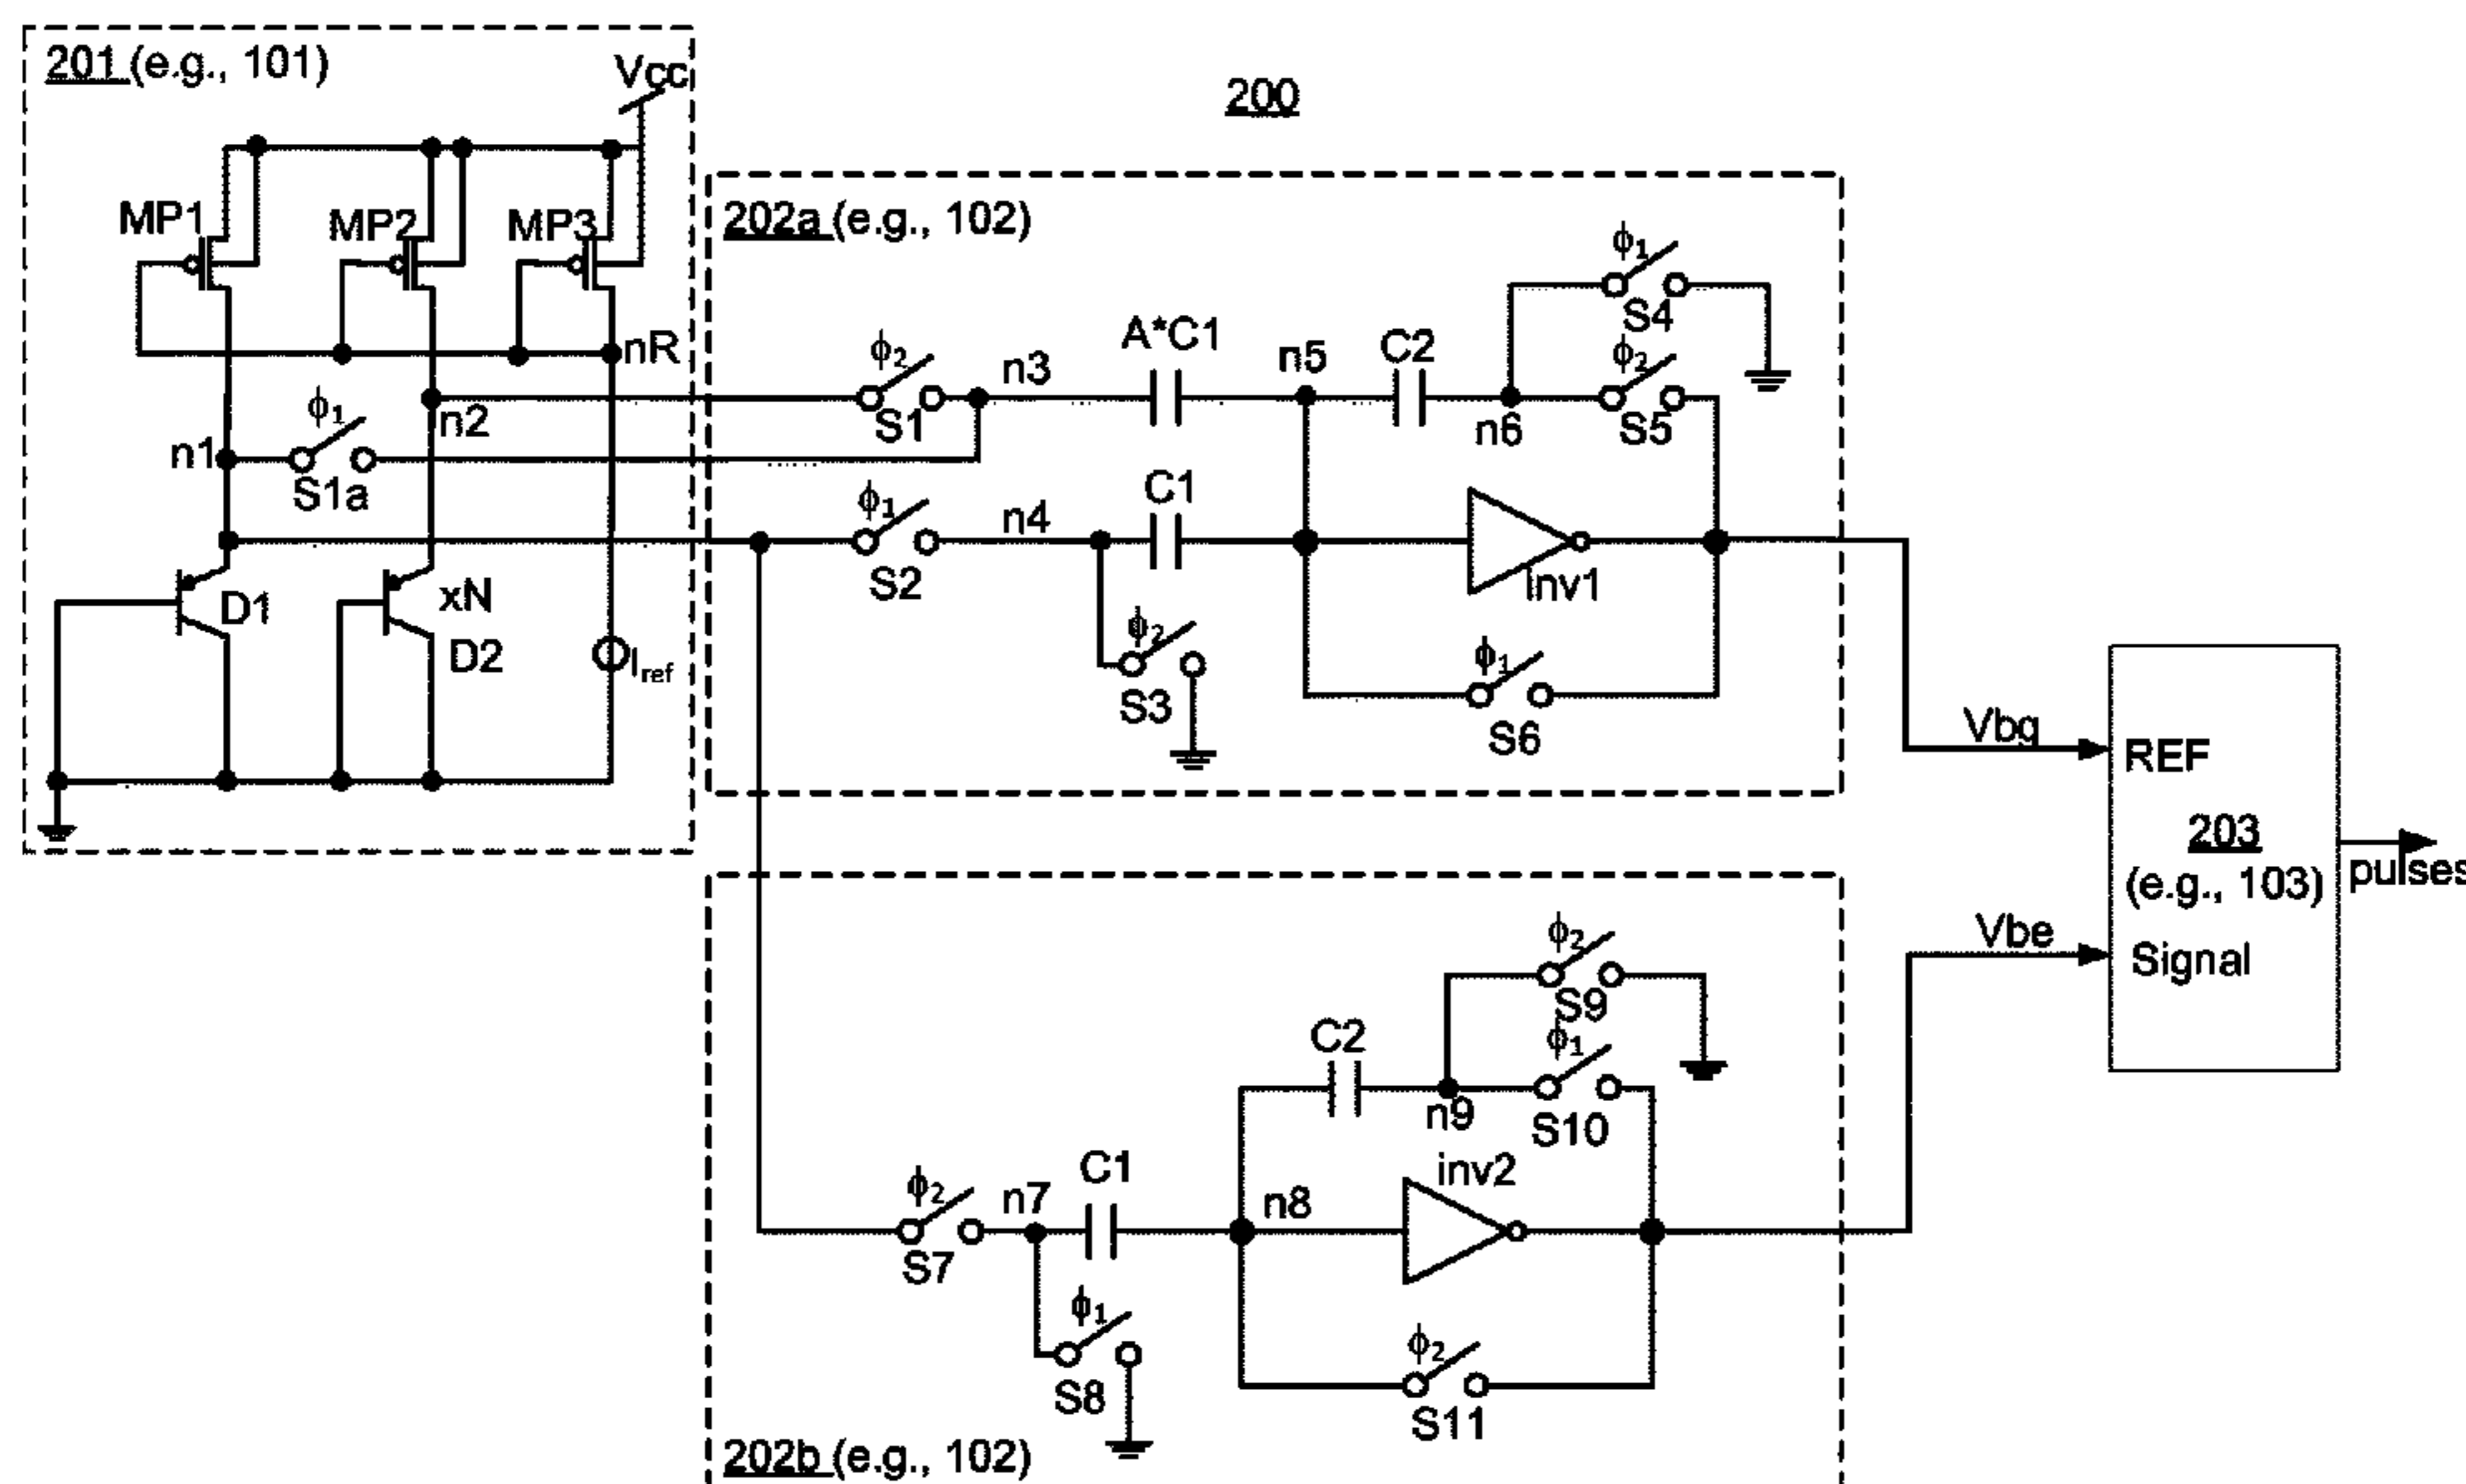 201 (e.g., 101)
Vcc
200
MP1
MP2
MP3
202a (e.g., 102)
ϕ1
S4
ϕ2
S5
nR
ϕ2
S1
n3
A*C1
n5
C2
n6
ϕ1
n1
S1a
n2
ϕ1
S2
n4
C1
inv1
D1
xN
D2
Iref
ϕ2
S3
ϕ1
S6
Vbg
REF
203
(e.g., 103)
pulses
Vbe
Signal
ϕ2
S9
C2
ϕ1
n9
S10
ϕ2
S7
n7
C1
n8
inv2
ϕ1
S8
ϕ2
S11
202b (e.g., 102)